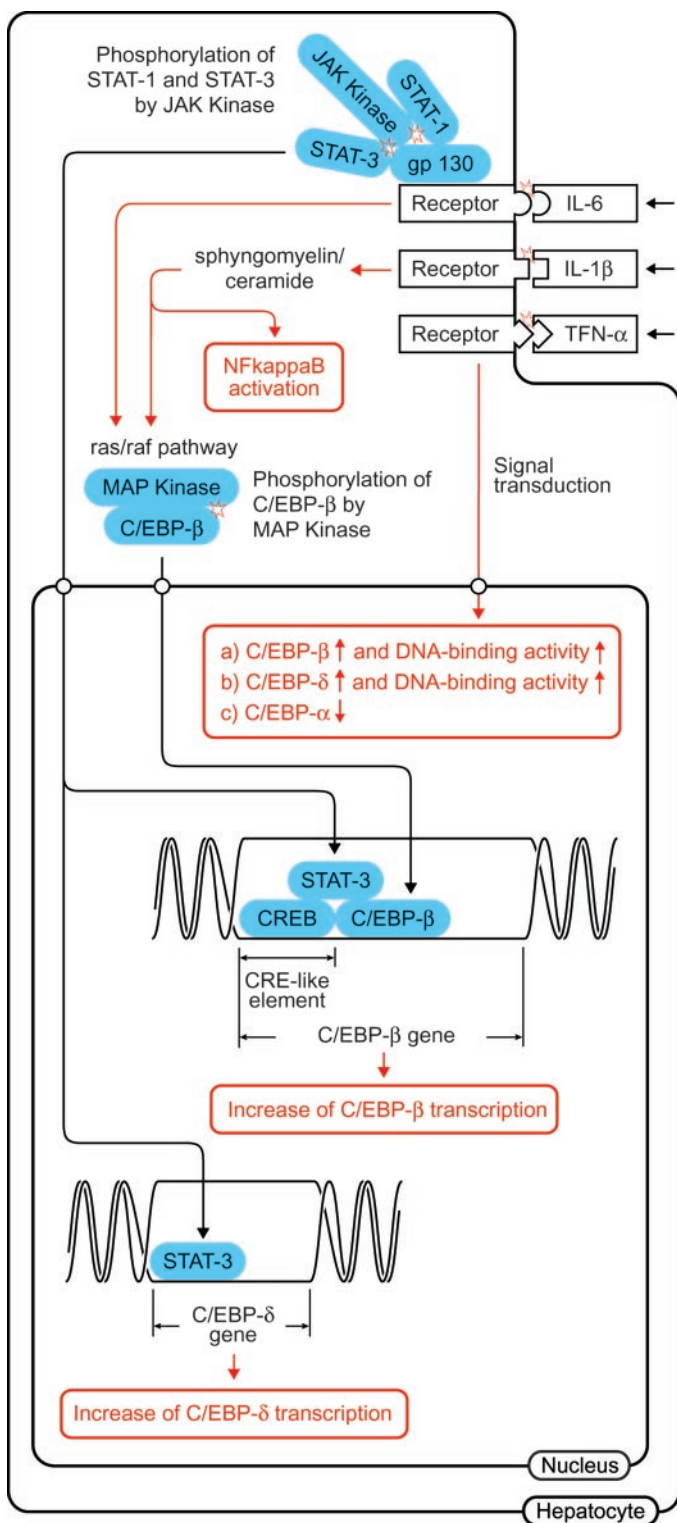 Phosphorylation of
STAT-1 and STAT-3
by JAK Kinase
JAK Kinase
STAT-1
STAT-3
gp 130
Receptor
IL-6
sphyngomyelin/
ceramide
Receptor
IL-1β
Receptor
TFN-α
NFkappaB
activation
ras/raf pathway
MAP Kinase
C/EBP-β
Phosphorylation of
C/EBP-β by
MAP Kinase
Signal
transduction
a) C/EBP-β↑ and DNA-binding activity ↑
b) C/EBP-δ↑ and DNA-binding activity ↑
c) C/EBP-α↓
STAT-3
CREB
C/EBP-β
CRE-like
element
C/EBP-β gene
Increase of C/EBP-β transcription
STAT-3
C/EBP-δ
gene
Increase of C/EBP-δ transcription
Nucleus
Hepatocyte